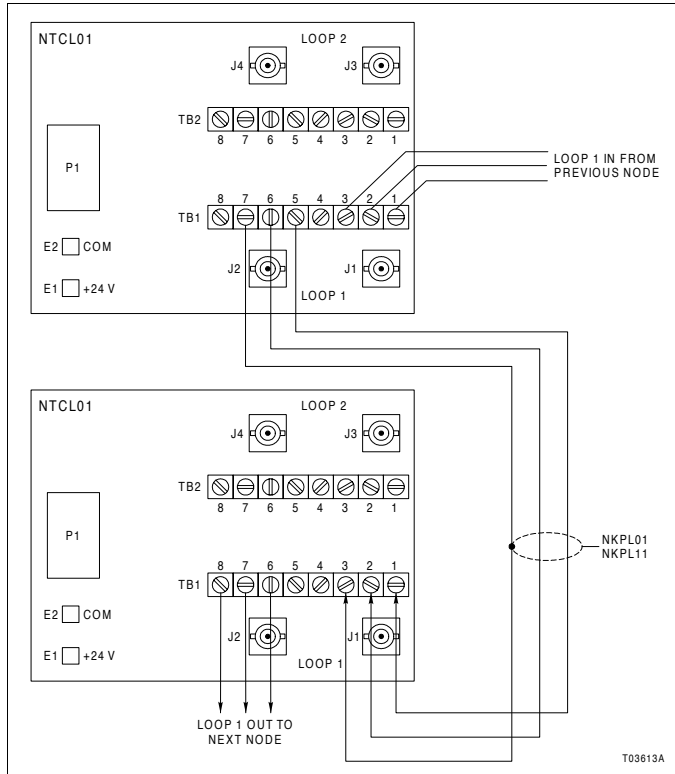 NTCL01
LOOP 2
J4
J3
TB2
8 7 6 5 4 3 2 1
P1
LOOP 1 IN FROM
PREVIOUS NODE
8 7 6 5 4 3 2 1
TB1
E2 COM
J2
J1
E1 +24 V
LOOP 1
NTCL01
LOOP 2
J4
J3
TB2
8 7 6 5 4 3 2 1
P1
NKPL01
NKPL11
8 7 6 5 4 3 2 1
TB1
E2 COM
J2
J1
E1 +24 V
LOOP 1
LOOP 1 OUT TO
NEXT NODE
T03613A